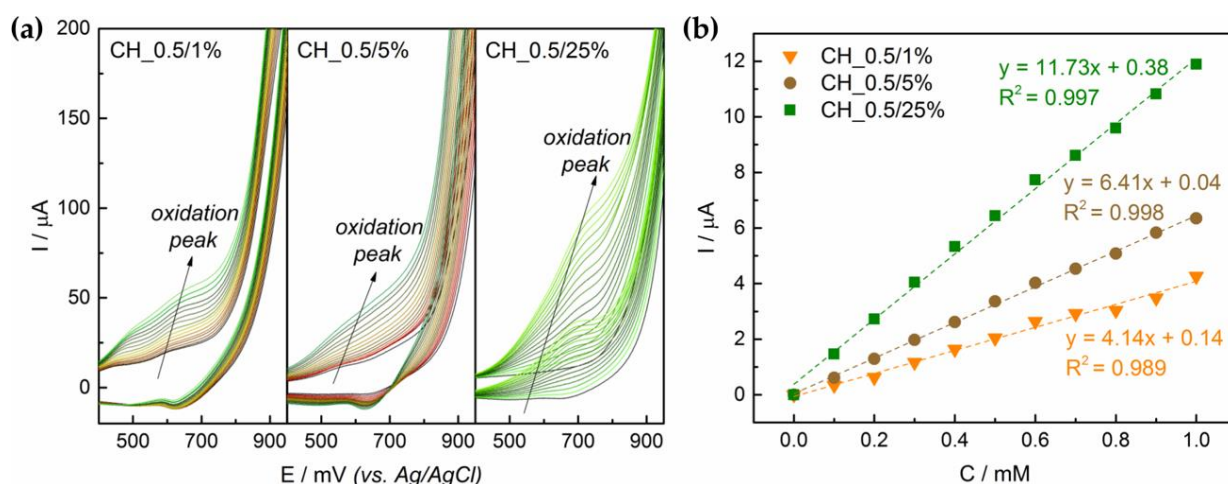 (a)
CH_0.5/1%
CH_0.5/5%
CH_0.5/25%
oxidation
peak
oxidation
peak
oxidation
peak
I / µA
200
150
100
50
0
500
700
900
500
700
900
500
700
900
E / mV (vs. Ag/AgCl)
(b)
CH_0.5/1%
CH_0.5/5%
CH_0.5/25%
y = 11.73x + 0.38
R² = 0.997
y = 6.41x + 0.04
R² = 0.998
y = 4.14x + 0.14
R² = 0.989
I / µA
12
10
8
6
4
2
0
0.0
0.2
0.4
0.6
0.8
1.0
C / mM